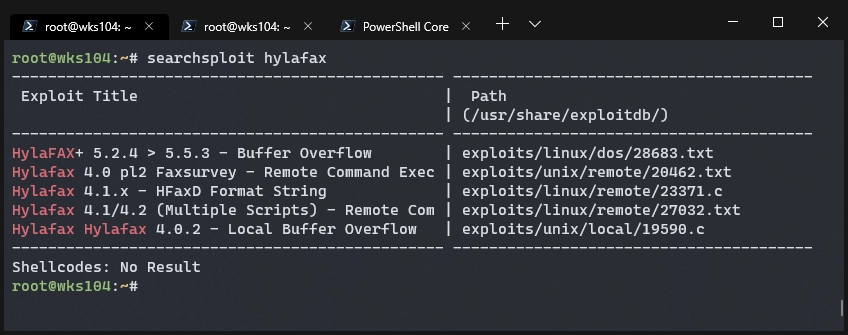 root@wks104: ~
root@wks104: ~
PowerShell Core
root@wks104:~# searchsploit hylafax
------------------------------------------------ ----------------------------------------
Exploit Title | Path
| (/usr/share/exploitdb/)
------------------------------------------------ ----------------------------------------
HylaFAX+ 5.2.4 > 5.5.3 - Buffer Overflow | exploits/linux/dos/28683.txt
Hylafax 4.0 pl2 Faxsurvey - Remote Command Exec | exploits/unix/remote/20462.txt
Hylafax 4.1.x - HFaxD Format String | exploits/linux/remote/23371.c
Hylafax 4.1/4.2 (Multiple Scripts) - Remote Com | exploits/linux/remote/27032.txt
Hylafax Hylafax 4.0.2 - Local Buffer Overflow | exploits/unix/local/19590.c
------------------------------------------------ ----------------------------------------
Shellcodes: No Result
root@wks104:~#